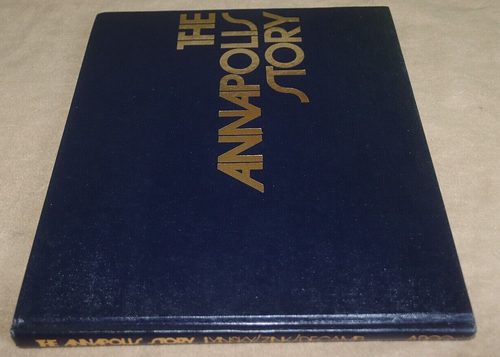 THE
ANNAPOLIS
STORY
THE ANNAPOLIS STORY